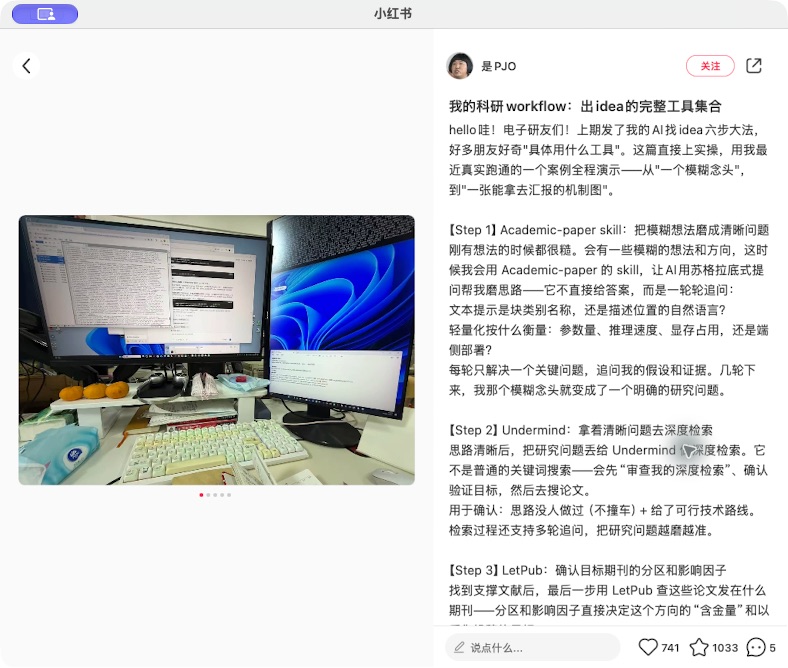 小红书
是PJO
关注
我的科研workflow：出idea的完整工具集合
hello哇！电子研友们！上期发了我的AI找idea六步大法，
好多朋友好奇"具体用什么工具"。这篇直接上实操，用我最
近真实跑通的一个案例全程演示——从"一个模糊念头"，
到"一张能拿去汇报的机制图"。
【Step 1】Academic-paper skill：把模糊想法磨成清晰问题
刚有想法的时候都很糙。会有一些模糊的想法和方向，这时
候我会用 Academic-paper 的 skill，让AI用苏格拉底式提
问帮我磨思路——它不直接给答案，而是一轮轮追问：
文本提示是块类别名称，还是描述位置的自然语言？
轻量化按什么衡量：参数量、推理速度、显存占用，还是端
侧部署？
每轮只解决一个关键问题，追问我的假设和证据。几轮下
来，我那个模糊念头就变成了一个明确的研究问题。
【Step 2】Undermind：拿着清晰问题去深度检索
思路清晰后，把研究问题丢给 Undermind 深度检索。它
不是普通的关键词搜索——会先“审查我的深度检索”、确认
验证目标，然后去搜论文。
用于确认：思路没人做过（不撞车）+ 给了可行技术路线。
检索过程还支持多轮追问，把研究问题越磨越准。
【Step 3】LetPub：确认目标期刊的分区和影响因子
找到支撑文献后，最后一步用 LetPub 查这些论文发在什么
期刊——分区和影响因子直接决定这个方向的“含金量”和以
说点什么...
741
1033
5